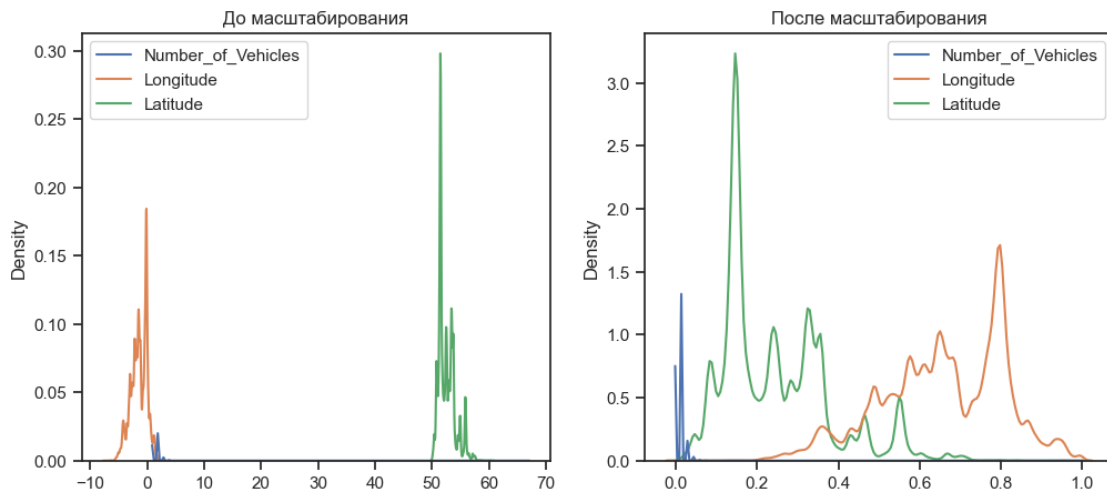 До масштабирования
Number_of_Vehicles
Longitude
Latitude
Density
0.30
0.25
0.20
0.15
0.10
0.05
0.00
−10 0 10 20 30 40 50 60 70
После масштабирования
Number_of_Vehicles
Longitude
Latitude
Density
3.0
2.5
2.0
1.5
1.0
0.5
0.0
0.0 0.2 0.4 0.6 0.8 1.0